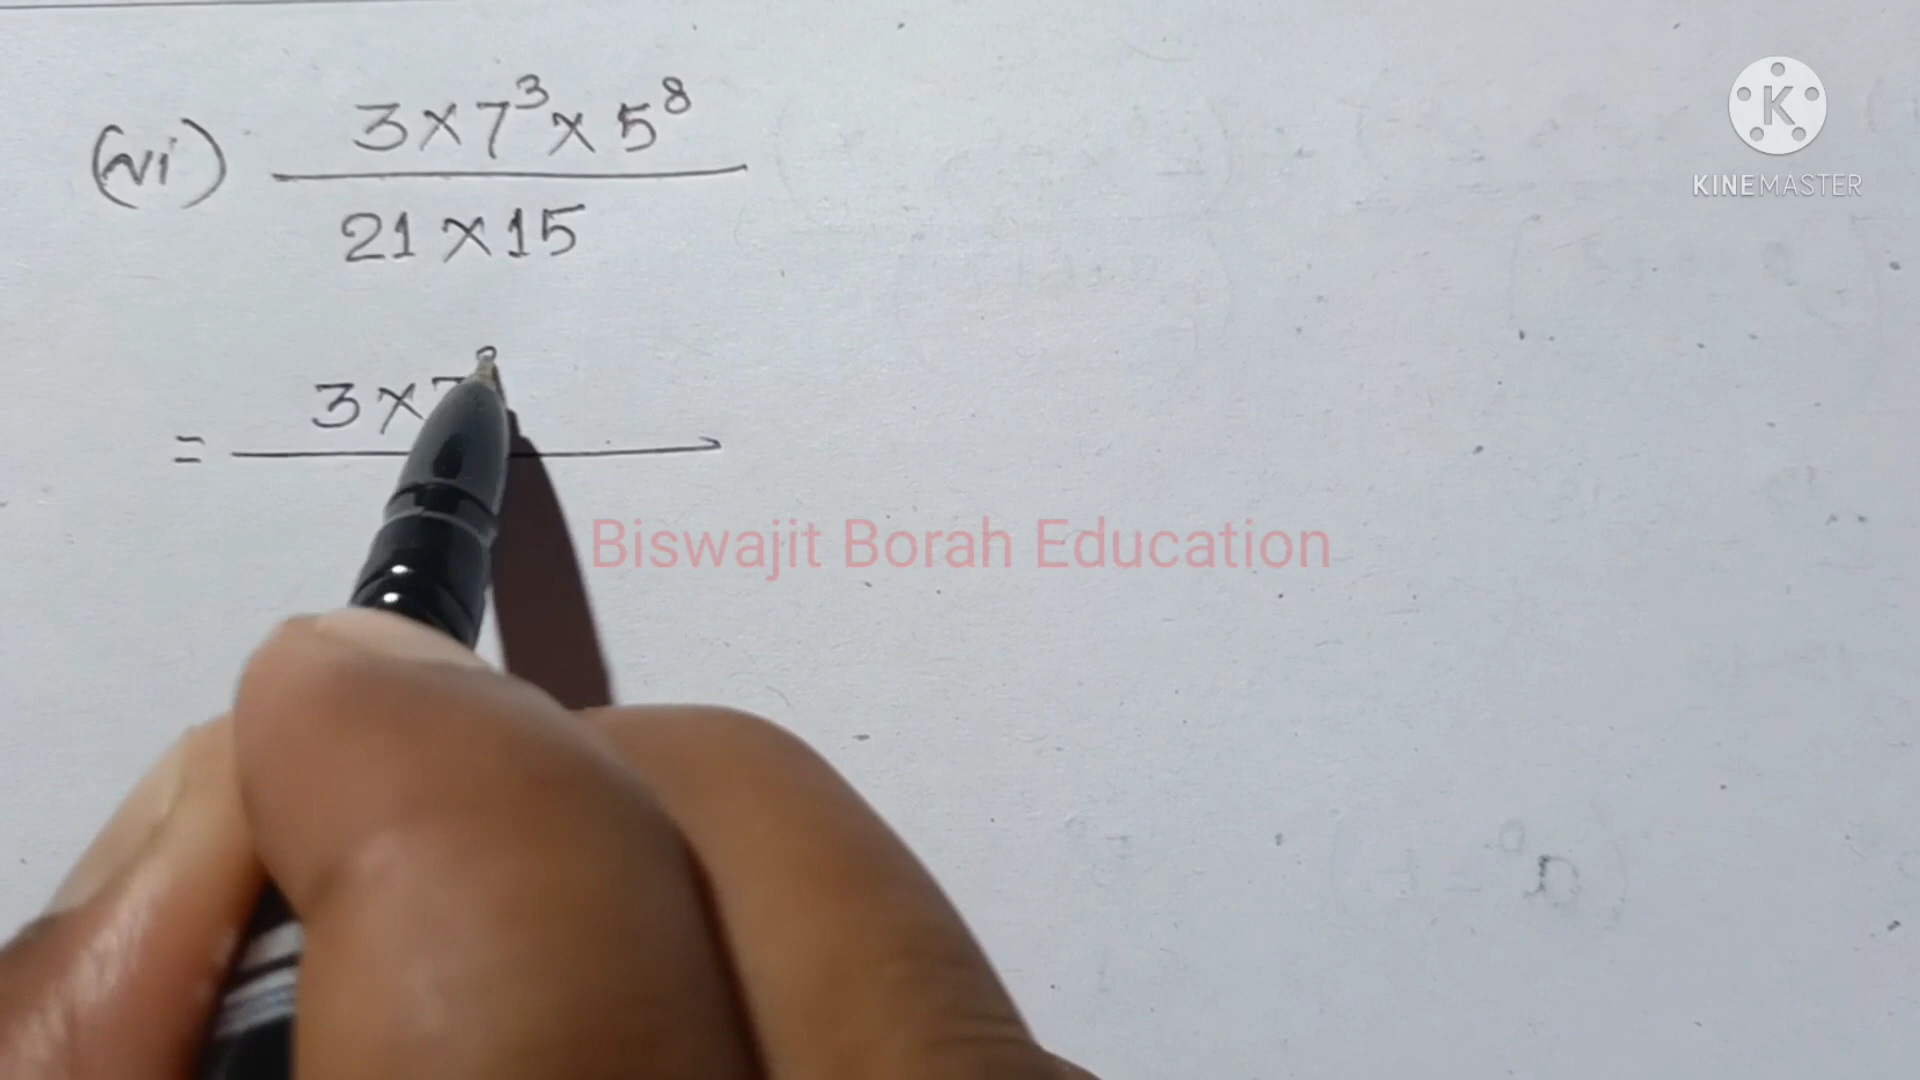 (vi) 3 × 7³ × 5⁸
21 × 15
= 3 × 7
KINEMASTER
Biswajit Borah Education